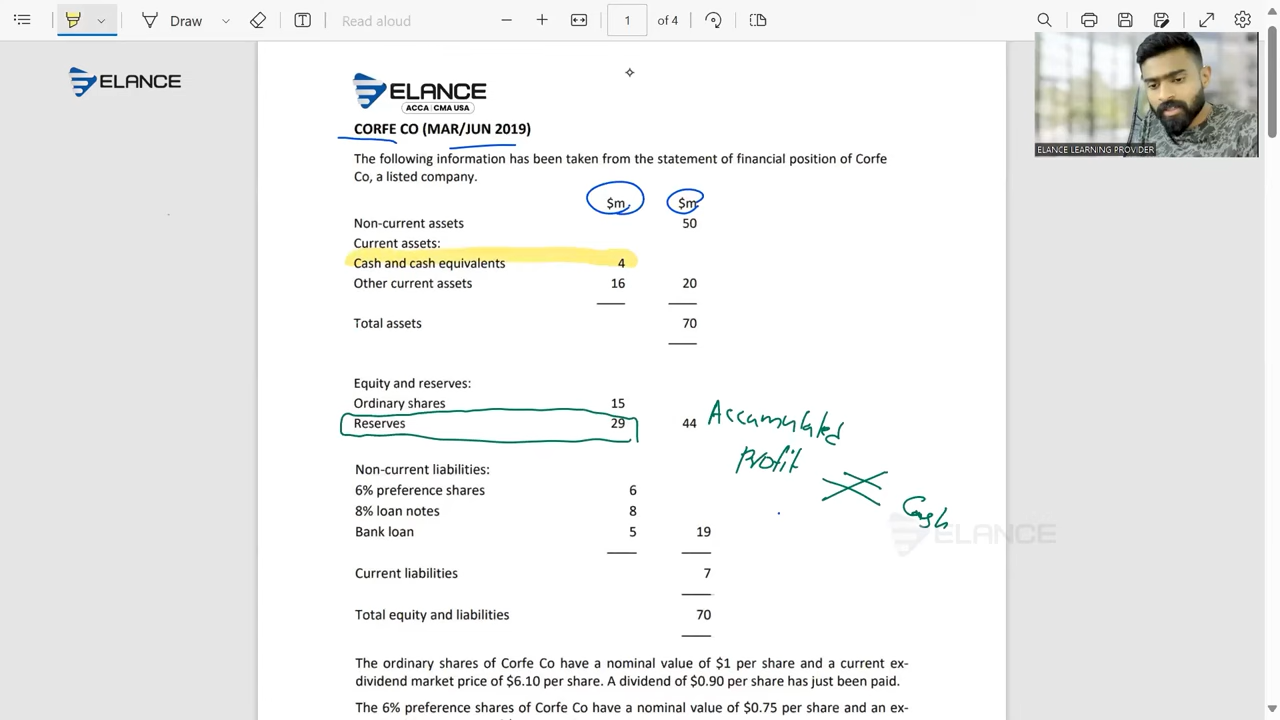 Draw
Read aloud
1
of 4
ELANCE
ELANCE
ACCA | CMA USA
ELANCE LEARNING PROVIDER
CORFE CO (MAR/JUN 2019)
The following information has been taken from the statement of financial position of Corfe
Co, a listed company.
$m $m
Non-current assets 50
Current assets:
Cash and cash equivalents 4
Other current assets 16 20
Total assets 70
Equity and reserves:
Ordinary shares 15
Reserves 29 44
Accumulated
Profit
Cash
Non-current liabilities:
6% preference shares 6
8% loan notes 8
Bank loan 5 19
ELANCE
Current liabilities 7
Total equity and liabilities 70
The ordinary shares of Corfe Co have a nominal value of $1 per share and a current ex-
dividend market price of $6.10 per share. A dividend of $0.90 per share has just been paid.
The 6% preference shares of Corfe Co have a nominal value of $0.75 per share and an ex-